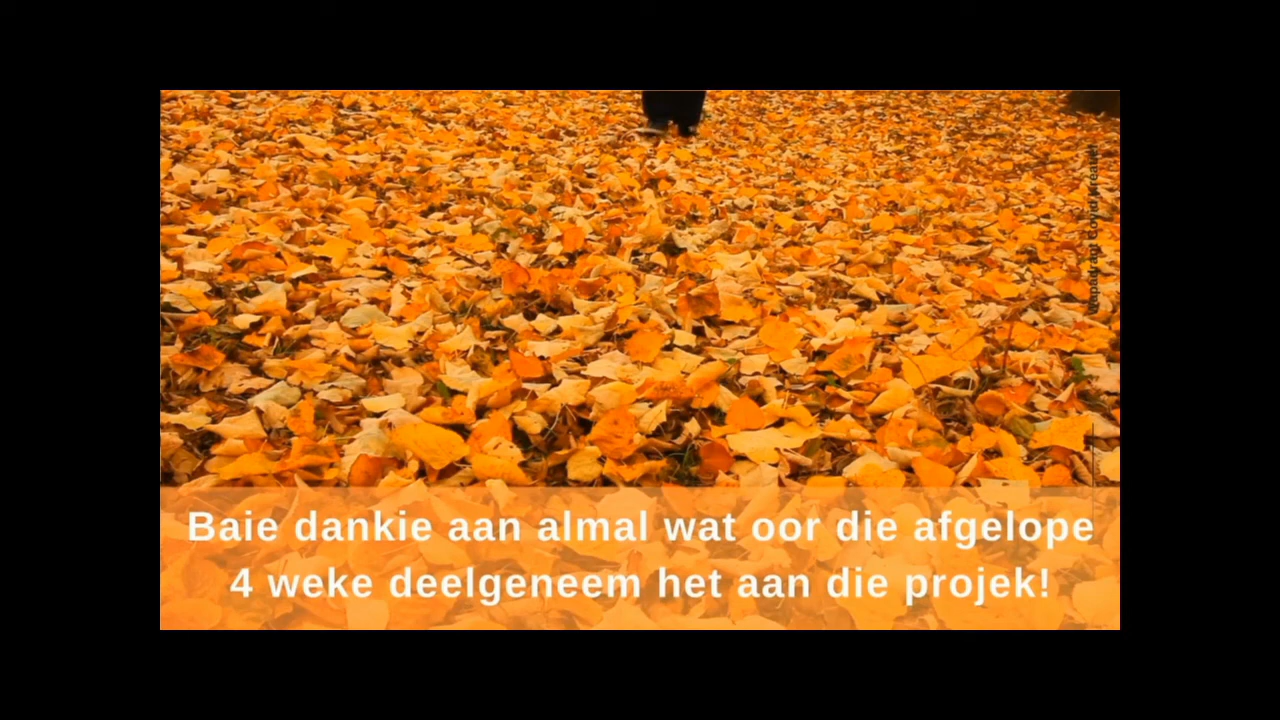 Baie dankie aan almal wat oor die afgelope
4 weke deelgeneem het aan die projek!